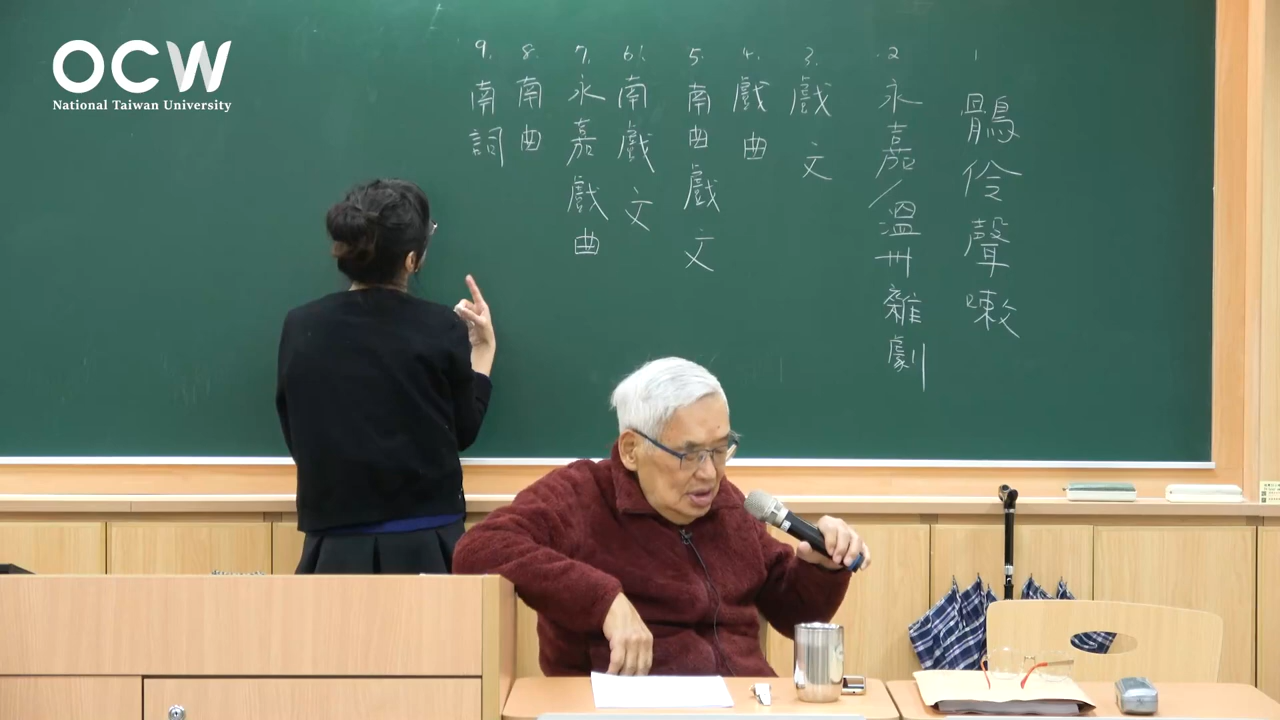 OCW
National Taiwan University
1 鶻伶聲嗽
2 永嘉/溫州雜劇
3. 戲文
4. 戲曲
5. 南曲戲文
6. 南戲文
7. 永嘉戲曲
8. 南曲
9. 南詞